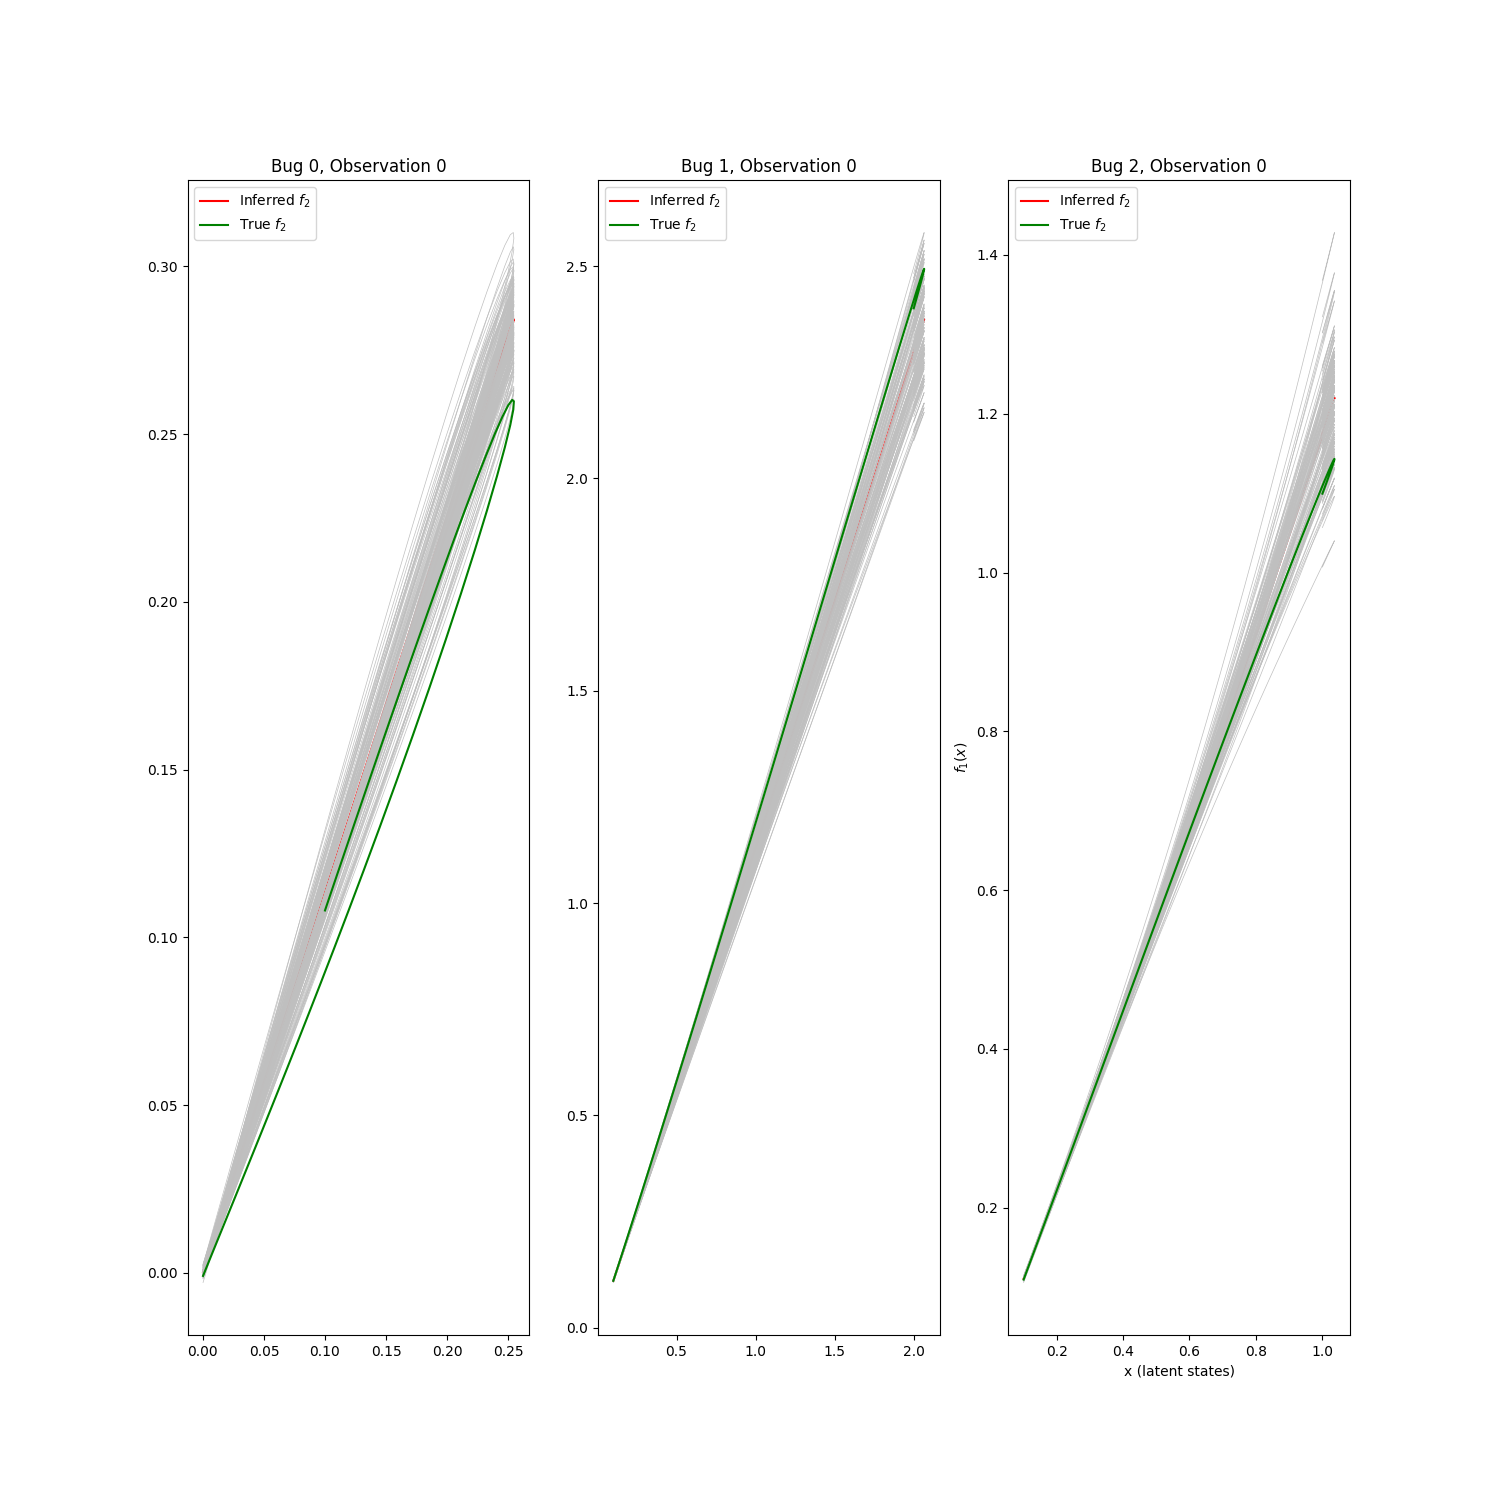 Bug 0, Observation 0
Inferred f₂
True f₂
0.30
0.25
0.20
0.15
0.10
0.05
0.00
0.00 0.05 0.10 0.15 0.20 0.25
Bug 1, Observation 0
Inferred f₂
True f₂
2.5
2.0
1.5
1.0
0.5
0.0
0.5 1.0 1.5 2.0
Bug 2, Observation 0
Inferred f₂
True f₂
f₁(x)
1.4
1.2
1.0
0.8
0.6
0.4
0.2
0.2 0.4 0.6 0.8 1.0
x (latent states)